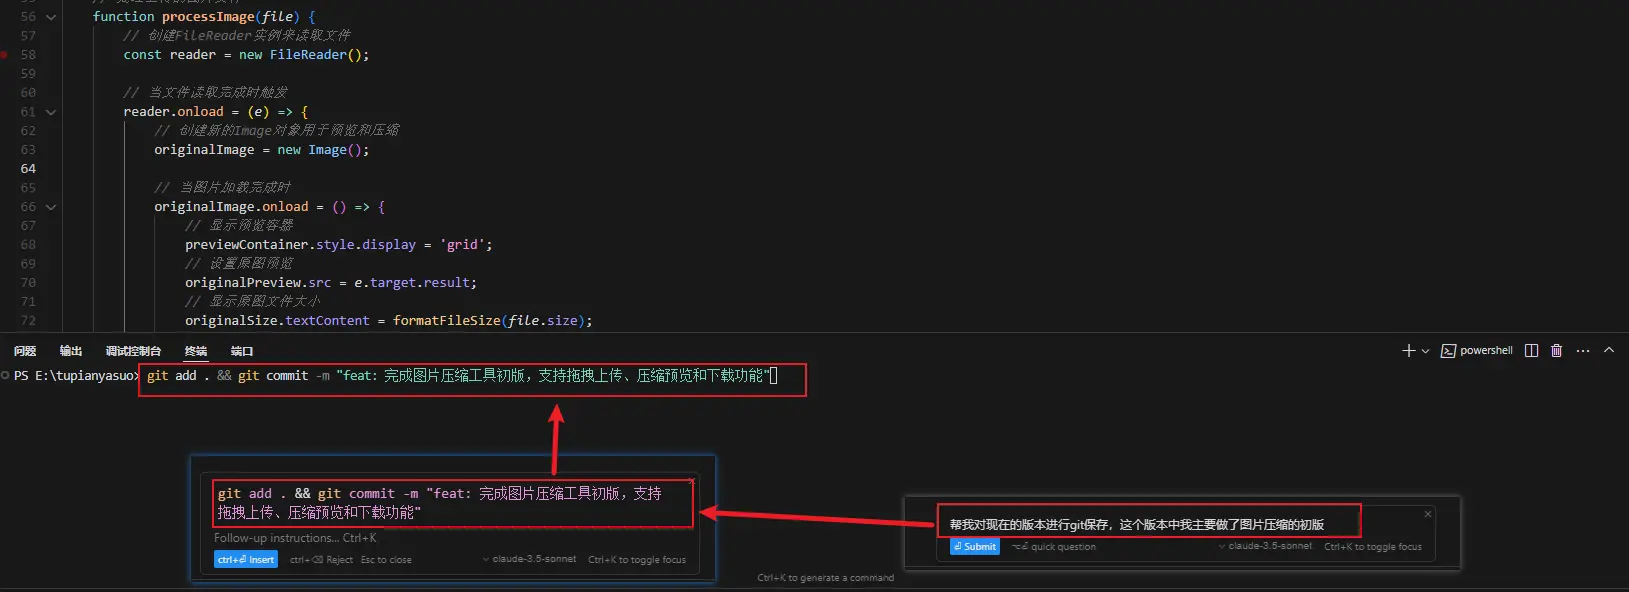 56 function processImage(file) {
57 // 创建FileReader实例来读取文件
58 const reader = new FileReader();
59
60 // 当文件读取完成时触发
61 reader.onload = (e) => {
62 // 创建新的Image对象用于预览和压缩
63 originalImage = new Image();
64
65 // 当图片加载完成时
66 originalImage.onload = () => {
67 // 显示预览容器
68 previewContainer.style.display = 'grid';
69 // 设置原图预览
70 originalPreview.src = e.target.result;
71 // 显示原图文件大小
72 originalSize.textContent = formatFileSize(file.size);
问题 输出 调试控制台 终端 端口 powershell
PS E:\tupianyasuo> git add . && git commit -m "feat: 完成图片压缩工具初版，支持拖拽上传、压缩预览和下载功能"
git add . && git commit -m "feat: 完成图片压缩工具初版，支持
拖拽上传、压缩预览和下载功能"
Follow-up instructions... Ctrl+K
ctrl+⏎ Insert ctrl+⌫ Reject Esc to close claude-3.5-sonnet Ctrl+K to toggle focus
帮我对现在的版本进行git保存，这个版本中我主要做了图片压缩的初版
⏎ Submit ⌥⏎ quick question claude-3.5-sonnet Ctrl+K to toggle focus
Ctrl+K to generate a command